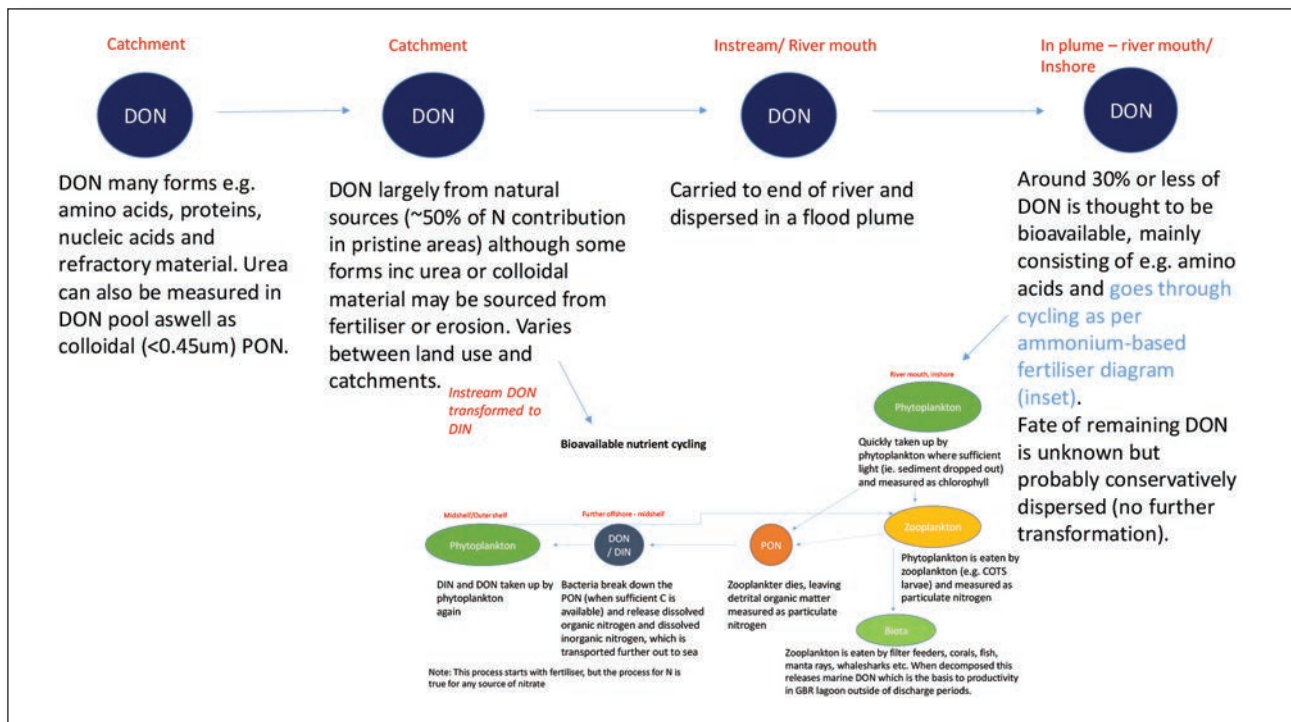 Catchment
DON
DON many forms e.g.
amino acids, proteins,
nucleic acids and
refractory material. Urea
can also be measured in
DON pool aswell as
colloidal (<0.45um) PON.
Catchment
DON
DON largely from natural
sources (~50% of N contribution
in pristine areas) although some
forms inc urea or colloidal
material may be sourced from
fertiliser or erosion. Varies
between land use and
catchments.
Instream/ River mouth
DON
Carried to end of river and
dispersed in a flood plume
In plume – river mouth/
Inshore
DON
Around 30% or less of
DON is thought to be
bioavailable, mainly
consisting of e.g. amino
acids and goes through
cycling as per
ammonium-based
fertiliser diagram
(inset).
Fate of remaining DON
is unknown but
probably conservatively
dispersed (no further
transformation).
Instream DON
transformed to
DIN
Bioavailable nutrient cycling
River mouth, inshore
Phytoplankton
Quickly taken up by
phytoplankton where sufficient
light (ie. sediment dropped out)
and measured as chlorophyll
Zooplankton
Phytoplankton is eaten by
zooplankton (e.g. COTS
larvae) and measured as
particulate nitrogen
Biota
Zooplankton is eaten by filter feeders, corals, fish,
manta rays, whalesharks etc. When decomposed this
releases marine DON which is the basis to productivity
in GBR lagoon outside of discharge periods.
PON
Zooplankter dies, leaving
detrital organic matter
measured as particulate
nitrogen
Further offshore - midshelf
DON
/ DIN
Bacteria break down the
PON (when sufficient C is
available) and release dissolved
organic nitrogen and dissolved
inorganic nitrogen, which is
transported further out to sea
Midshelf/Outer shelf
Phytoplankton
DIN and DON taken up by
phytoplankton
again
Note: This process starts with fertiliser, but the process for N is
true for any source of nitrate